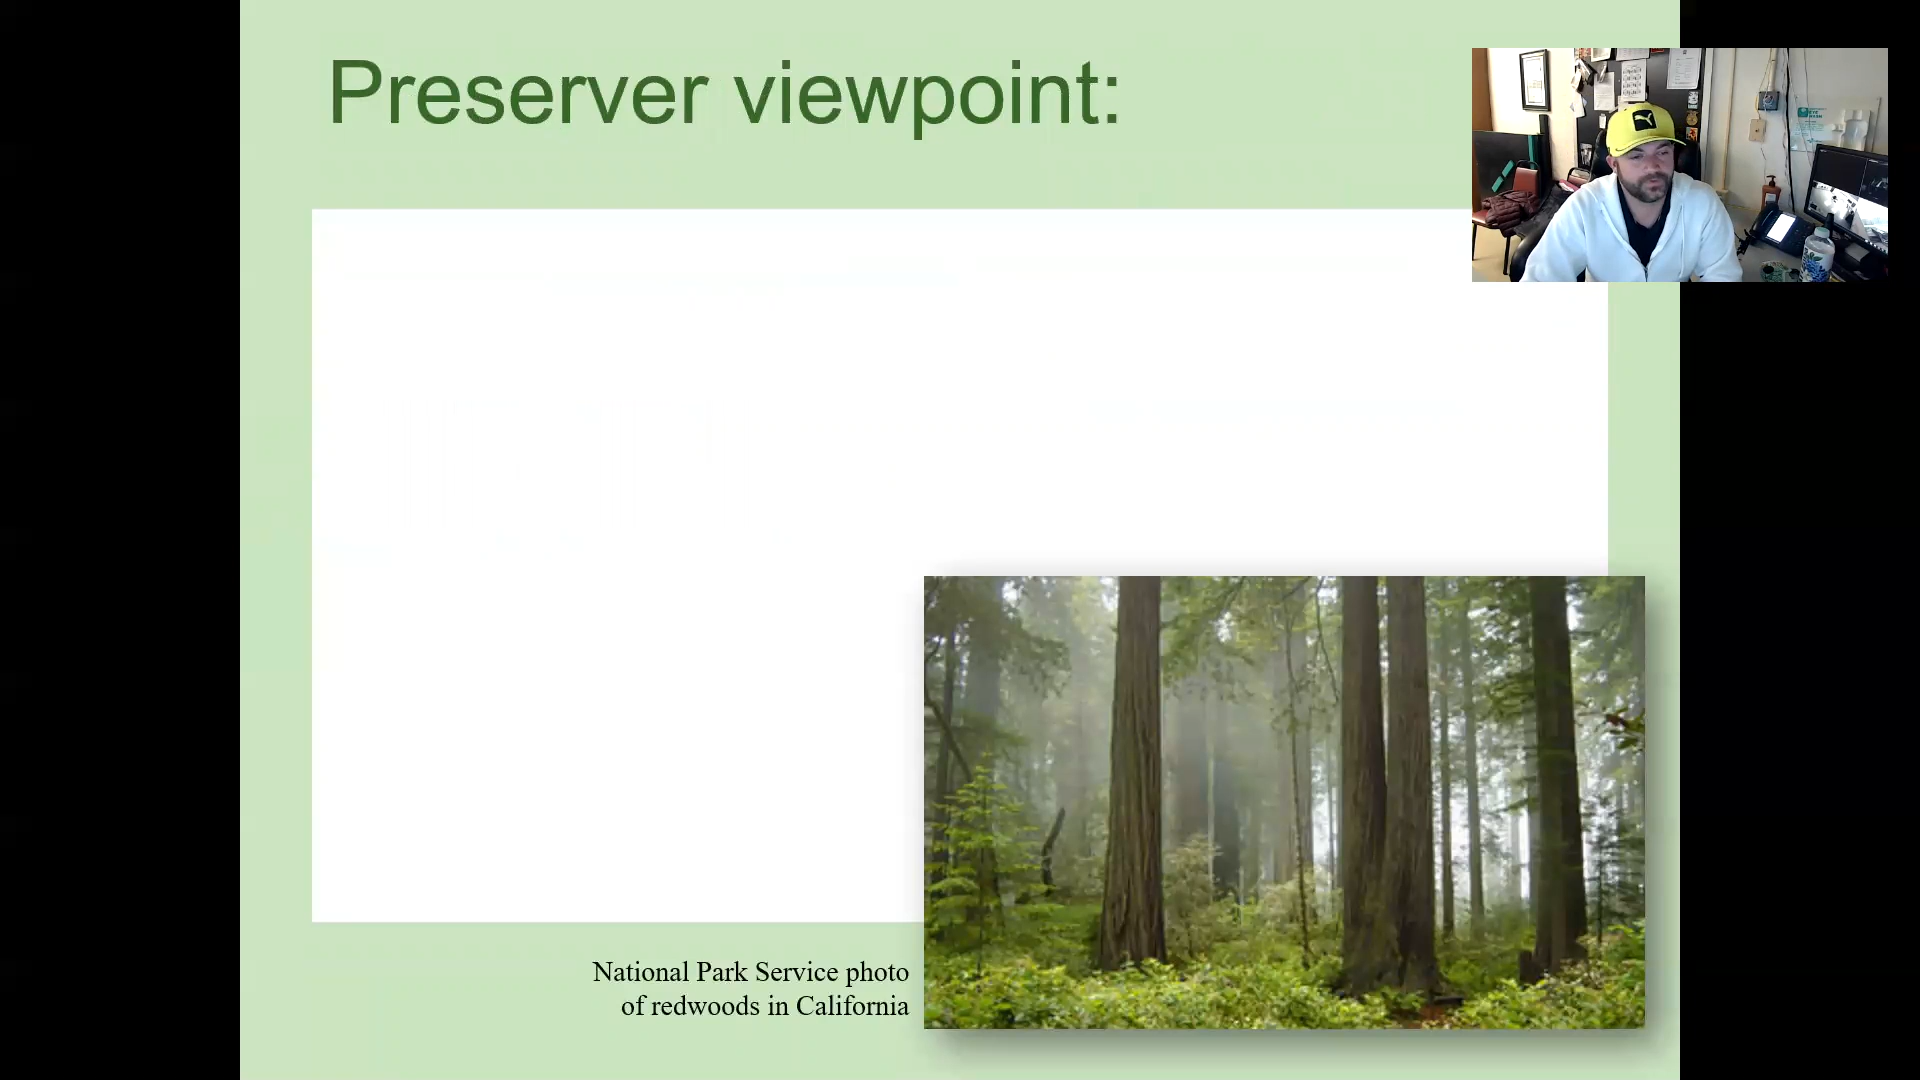 Preserver viewpoint:
National Park Service photo
of redwoods in California